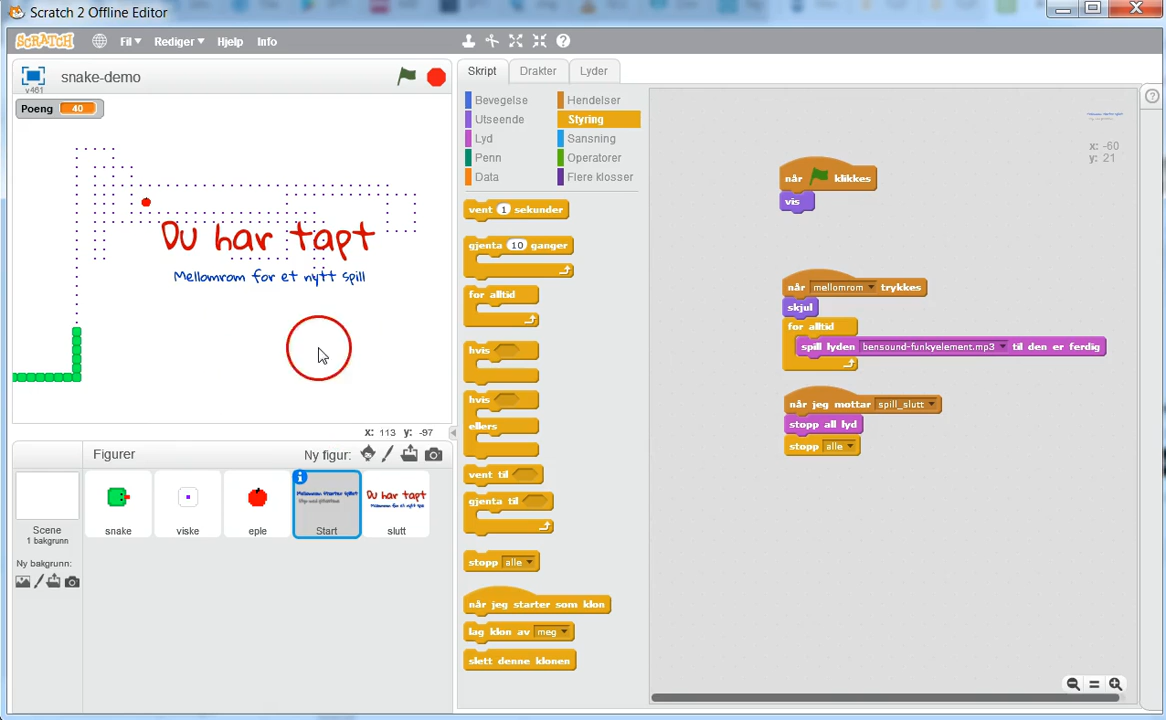 Scratch 2 Offline Editor
SCRATCH Fil Rediger Hjelp Info
v461 snake-demo
Poeng 40
Du har tapt
Mellomrom for et nytt spill
x: 113 y: -97
Figurer Ny figur:
Scene
1 bakgrunn
Ny bakgrunn:
snake viske eple Start slutt
Du har tapt
Skript Drakter Lyder
Bevegelse Hendelser
Utseende Styring
Lyd Sansning
Penn Operatorer
Data Flere klosser
vent 1 sekunder
gjenta 10 ganger
for alltid
hvis
hvis
ellers
vent til
gjenta til
stopp alle
når jeg starter som klon
lag klon av meg
slett denne klonen
x: -60
y: 21
når klikkes
vis
når mellomrom trykkes
skjul
for alltid
spill lyden bensound-funkyelement.mp3 til den er ferdig
når jeg mottar spill_slutt
stopp all lyd
stopp alle